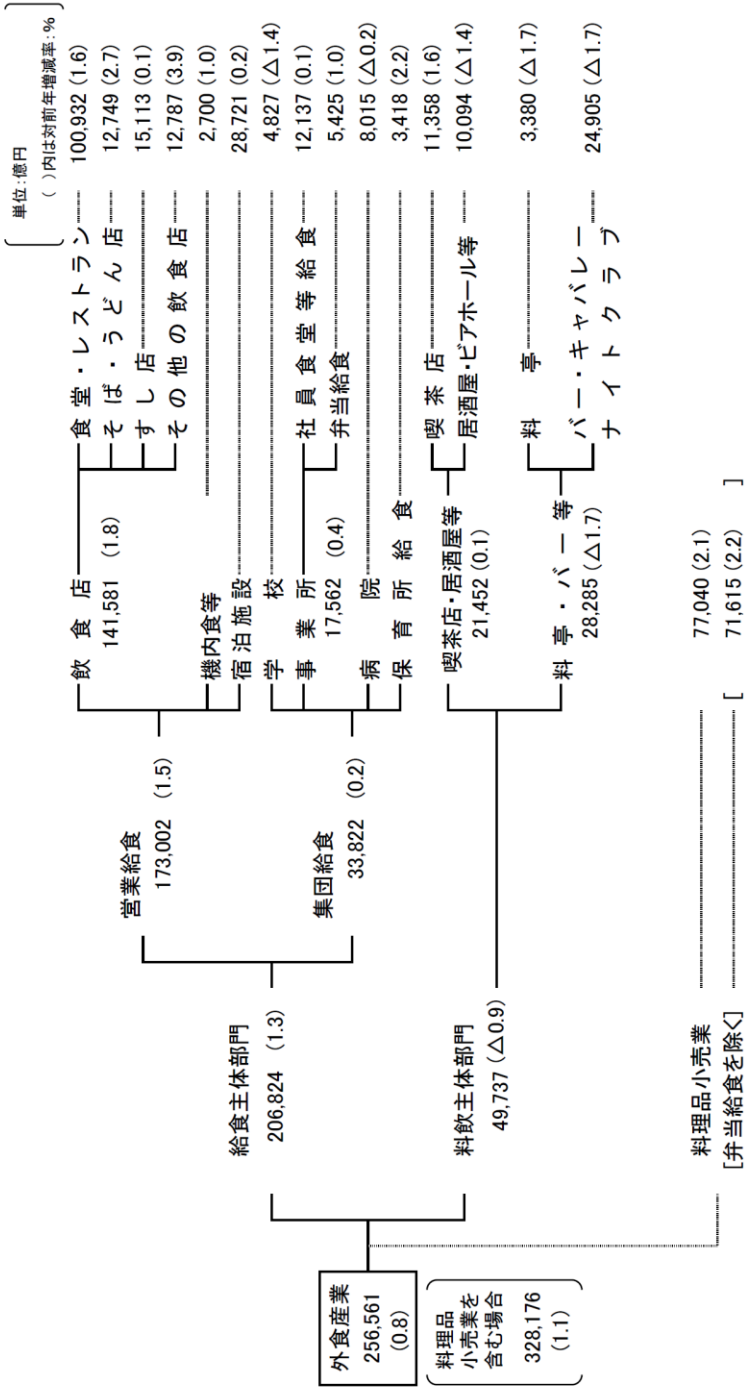 単位:億円
( )内は対前年増減率:%
外食産業
256,561
(0.8)
料理品
小売業を
含む場合
328,176
(1.1)
給食主体部門
206,824 (1.3)
料飲主体部門
49,737 (△0.9)
料理品小売業 77,040 (2.1)
[弁当給食を除く] [ 71,615 (2.2) ]
営業給食
173,002 (1.5)
集団給食
33,822 (0.2)
飲食店
141,581 (1.8)
食堂・レストラン 100,932 (1.6)
そば・うどん店 12,749 (2.7)
すし店 15,113 (0.1)
その他の飲食店 12,787 (3.9)
機内食等 2,700 (1.0)
宿泊施設 28,721 (0.2)
学校 4,827 (△1.4)
事業所
17,562 (0.4)
社員食堂等給食 12,137 (0.1)
弁当給食 5,425 (1.0)
病院 8,015 (△0.2)
保育所給食 3,418 (2.2)
喫茶店・居酒屋等
21,452 (0.1)
喫茶店 11,358 (1.6)
居酒屋・ビアホール等 10,094 (△1.4)
料亭・バー等
28,285 (△1.7)
料亭 3,380 (△1.7)
バー・キャバレー
ナイトクラブ 24,905 (△1.7)